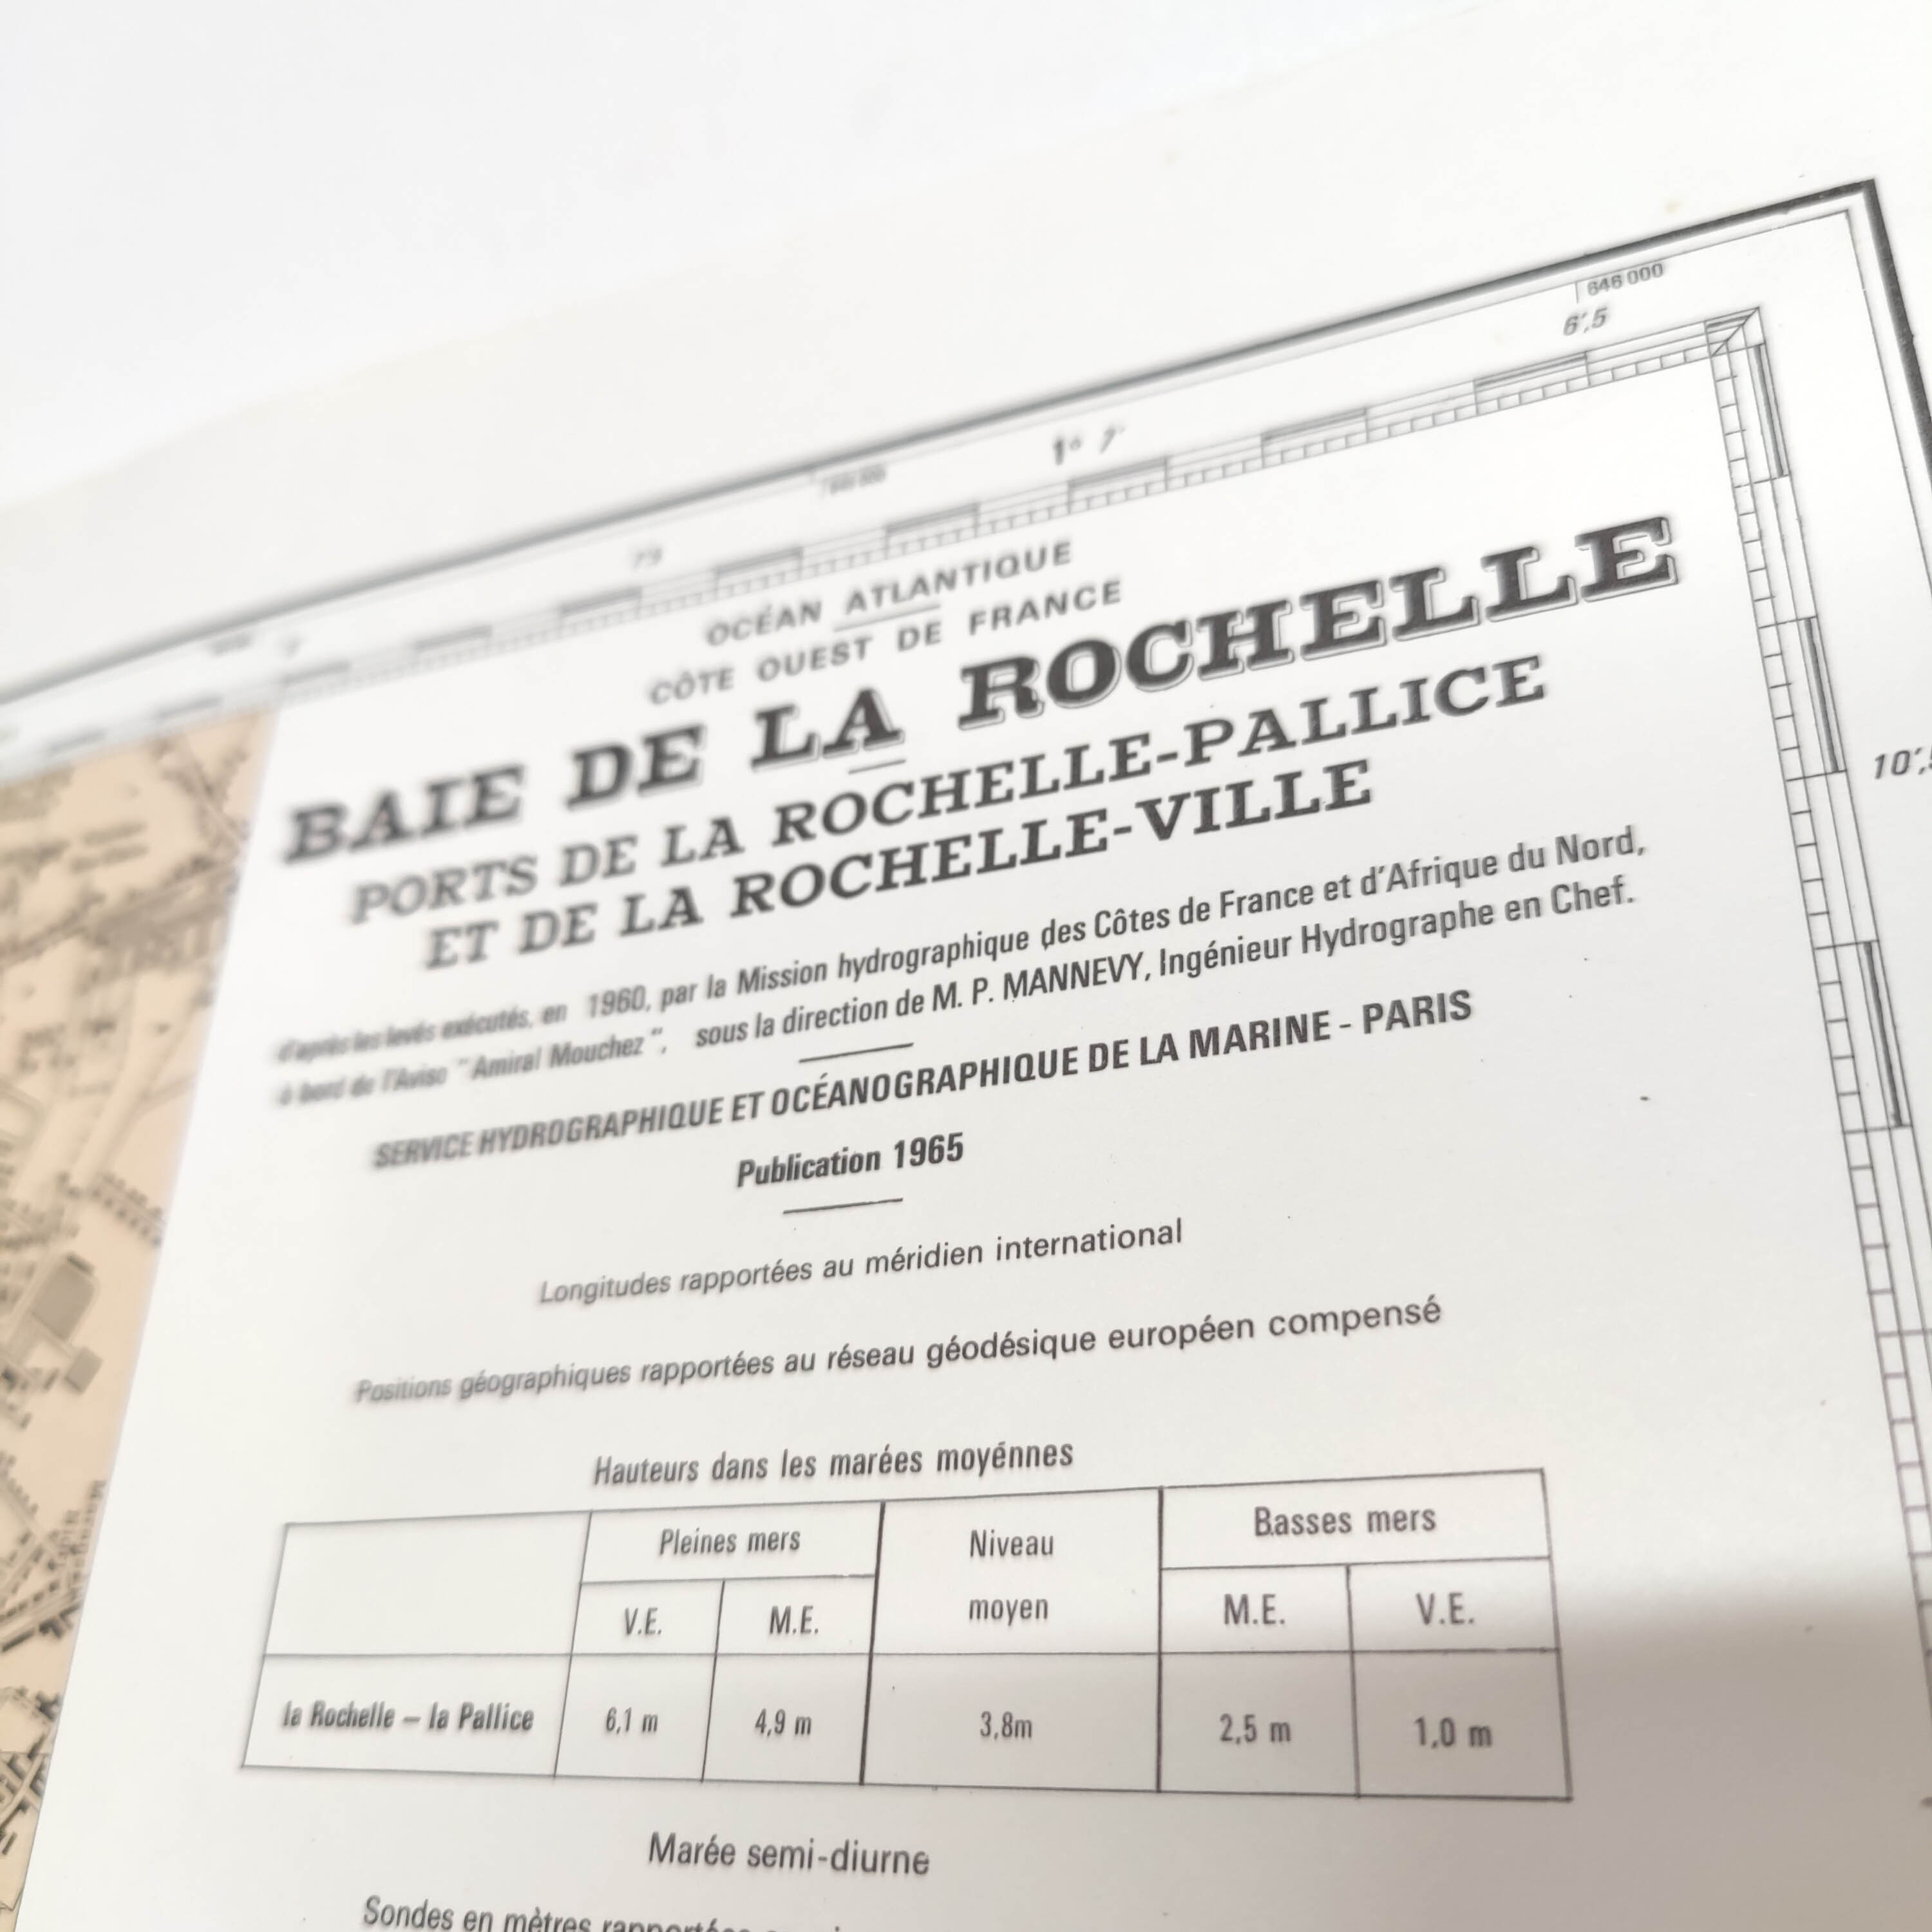 646 000
6',5
1° 7'
79
OCÉAN ATLANTIQUE
CÔTE OUEST DE FRANCE
BAIE DE LA ROCHELLE
PORTS DE LA ROCHELLE-PALLICE
ET DE LA ROCHELLE-VILLE
10',
d'après les levés exécutés, en 1960, par la Mission hydrographique des Côtes de France et d'Afrique du Nord,
à bord de l'Aviso "Amiral Mouchez", sous la direction de M. P. MANNEVY, Ingénieur Hydrographe en Chef.
SERVICE HYDROGRAPHIQUE ET OCÉANOGRAPHIQUE DE LA MARINE - PARIS
Publication 1965
Longitudes rapportées au méridien international
Positions géographiques rapportées au réseau géodésique européen compensé
Hauteurs dans les marées moyénnes
Pleines mers Niveau moyen Basses mers
V.E. M.E. M.E. V.E.
la Rochelle – la Pallice 6,1 m 4,9 m 3,8m 2,5 m 1,0 m
Marée semi-diurne
Sondes en mètres rapportées